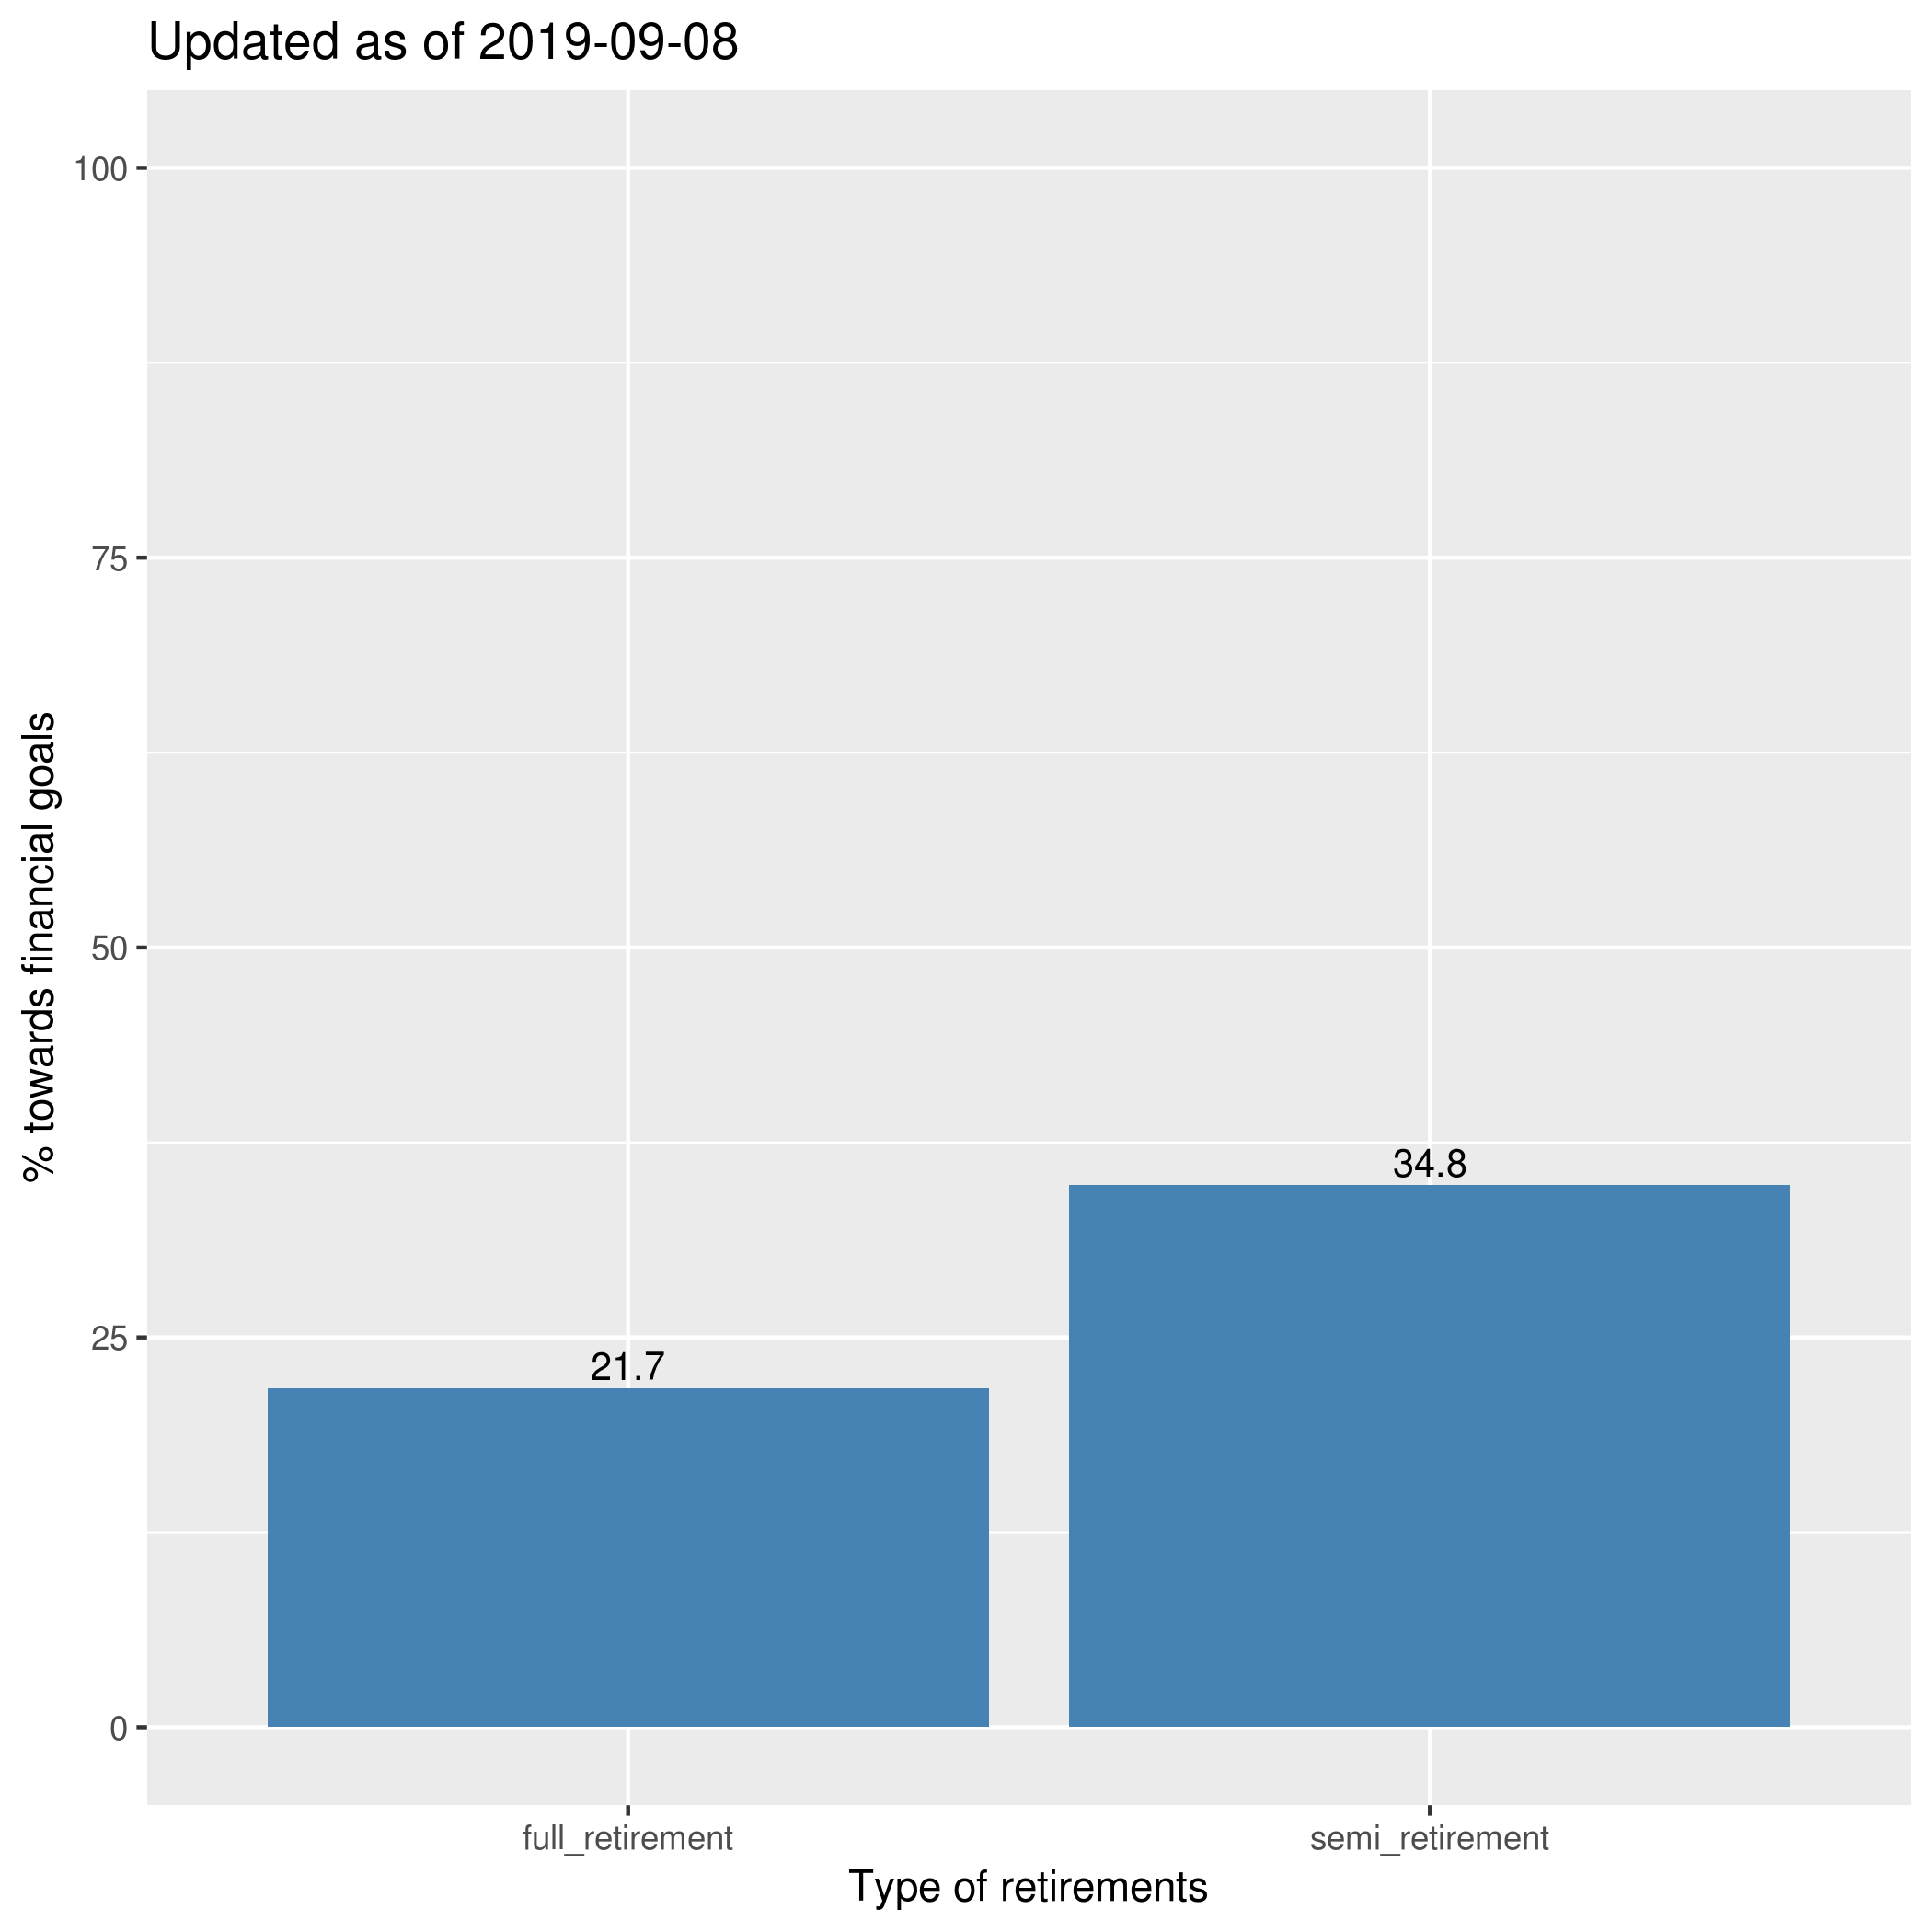 Updated as of 2019-09-08
% towards financial goals
100
75
50
25
0
34.8
21.7
full_retirement
semi_retirement
Type of retirements